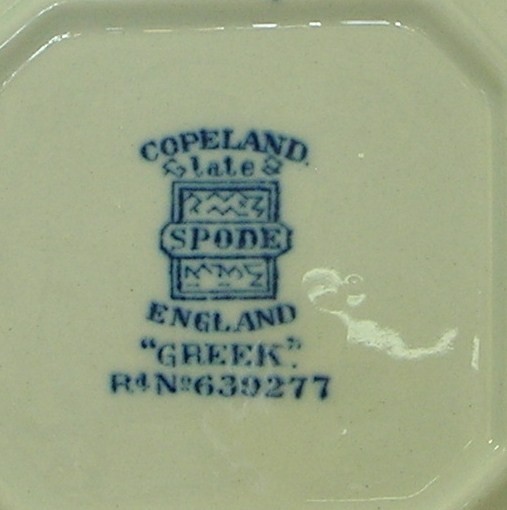 COPELAND.
late
SPODE
ENGLAND
"GREEK".
Rd No 639277